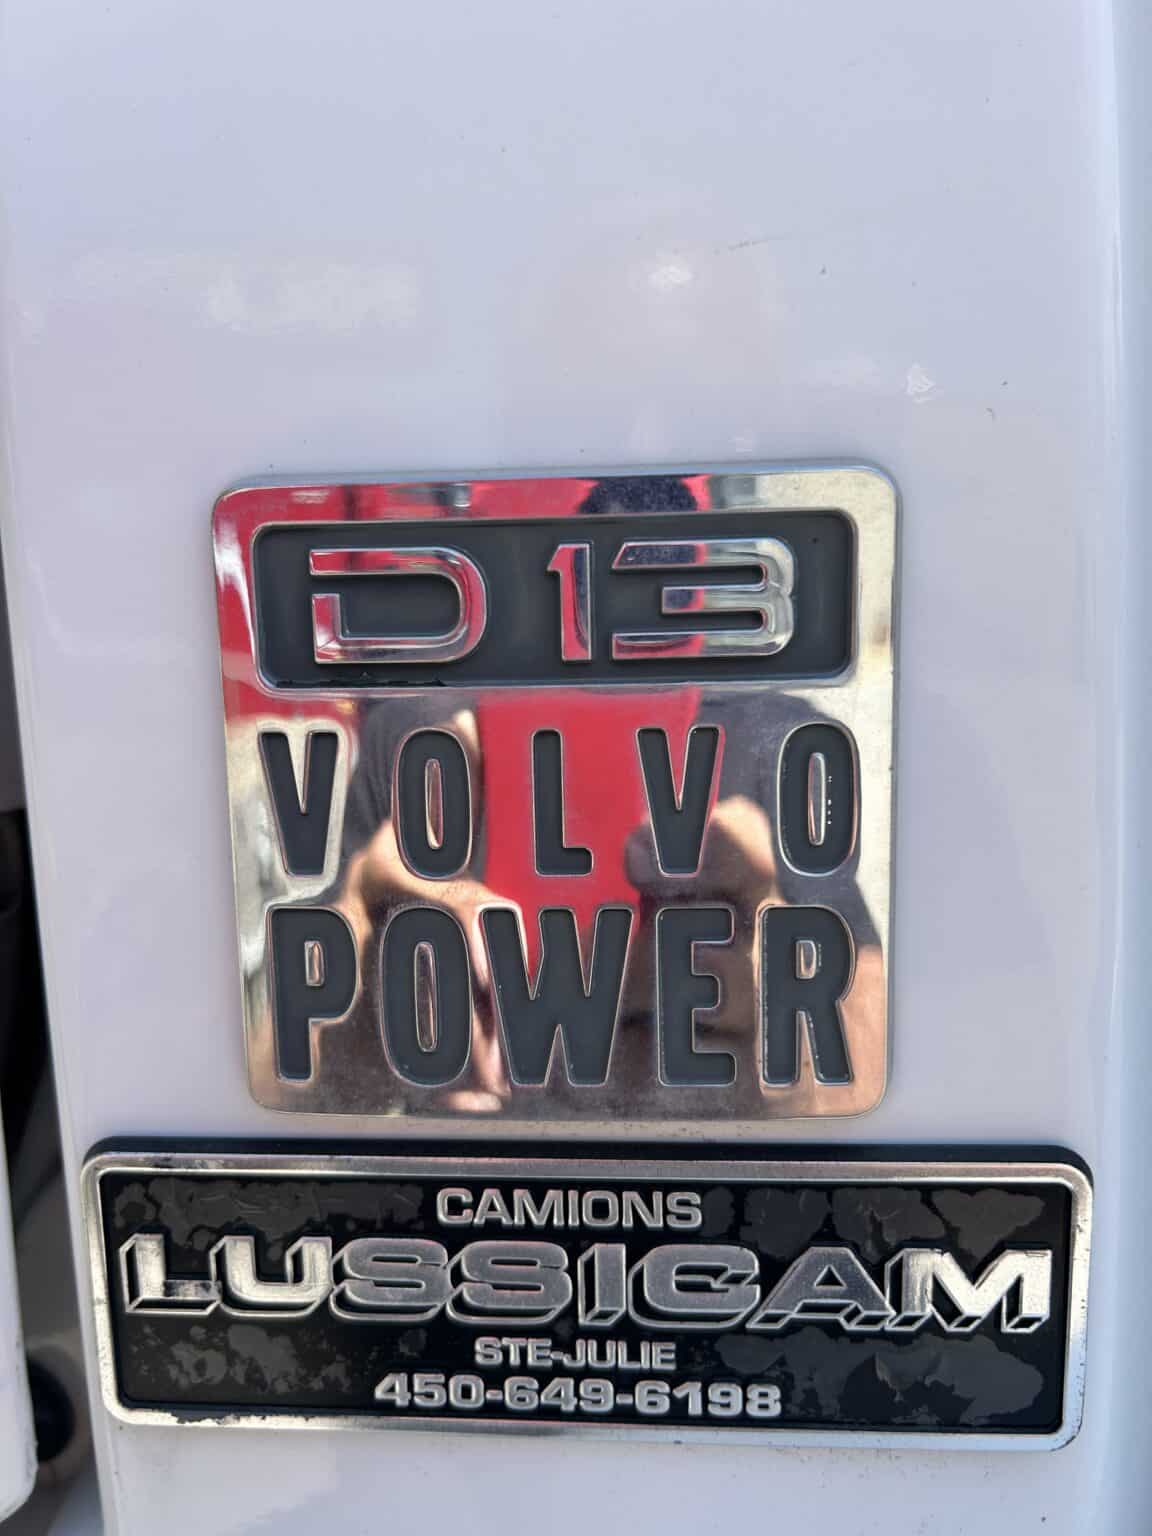 D13
VOLVO
POWER
CAMIONS
LUSSICAM
STE-JULIE
450-649-6198